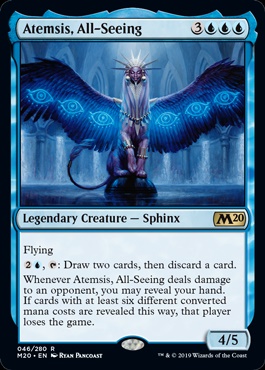 Atemsis, All-Seeing 3
Legendary Creature — Sphinx M20
Flying
2 , : Draw two cards, then discard a card.
Whenever Atemsis, All-Seeing deals damage
to an opponent, you may reveal your hand.
If cards with at least six different converted
mana costs are revealed this way, that player
loses the game.
4/5
046/280 R
M20 • EN Ryan Pancoast ™ & © 2019 Wizards of the Coast